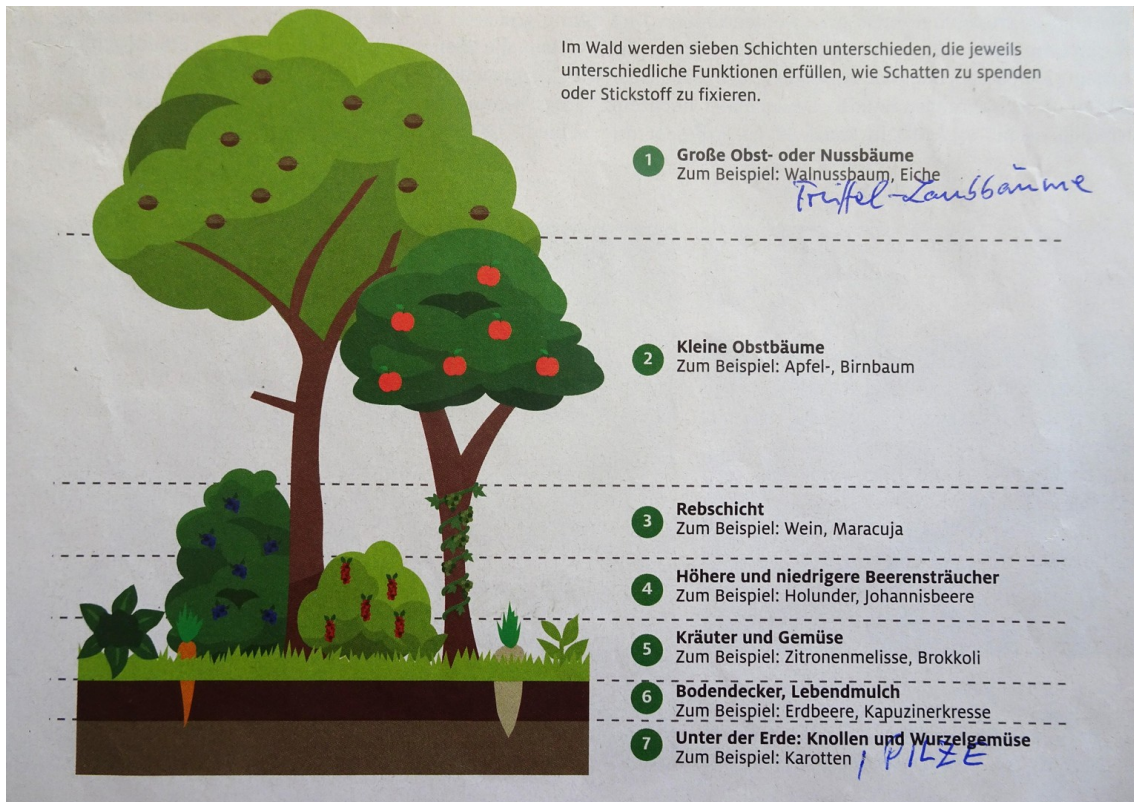 Im Wald werden sieben Schichten unterschieden, die jeweils
unterschiedliche Funktionen erfüllen, wie Schatten zu spenden
oder Stickstoff zu fixieren.
1 Große Obst- oder Nussbäume
Zum Beispiel: Walnussbaum, Eiche
Trüffel-Laubbäume
2 Kleine Obstbäume
Zum Beispiel: Apfel-, Birnbaum
3 Rebschicht
Zum Beispiel: Wein, Maracuja
4 Höhere und niedrigere Beerensträucher
Zum Beispiel: Holunder, Johannisbeere
5 Kräuter und Gemüse
Zum Beispiel: Zitronenmelisse, Brokkoli
6 Bodendecker, Lebendmulch
Zum Beispiel: Erdbeere, Kapuzinerkresse
7 Unter der Erde: Knollen und Wurzelgemüse
Zum Beispiel: Karotten , PILZE